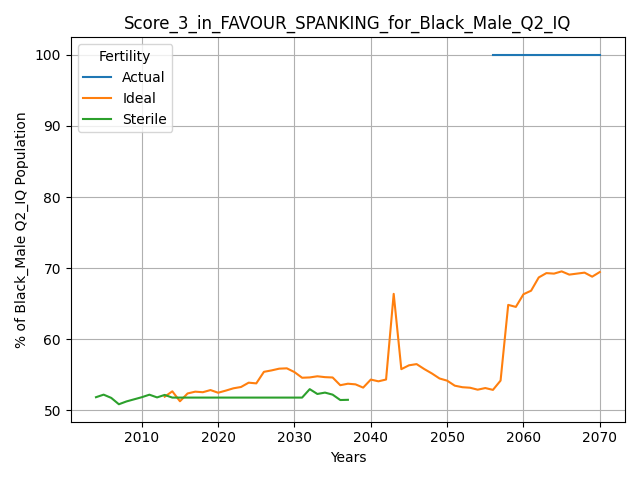 Score_3_in_FAVOUR_SPANKING_for_Black_Male_Q2_IQ
Fertility
Actual
Ideal
Sterile
% of Black_Male Q2_IQ Population
100
90
80
70
60
50
2010 2020 2030 2040 2050 2060 2070
Years